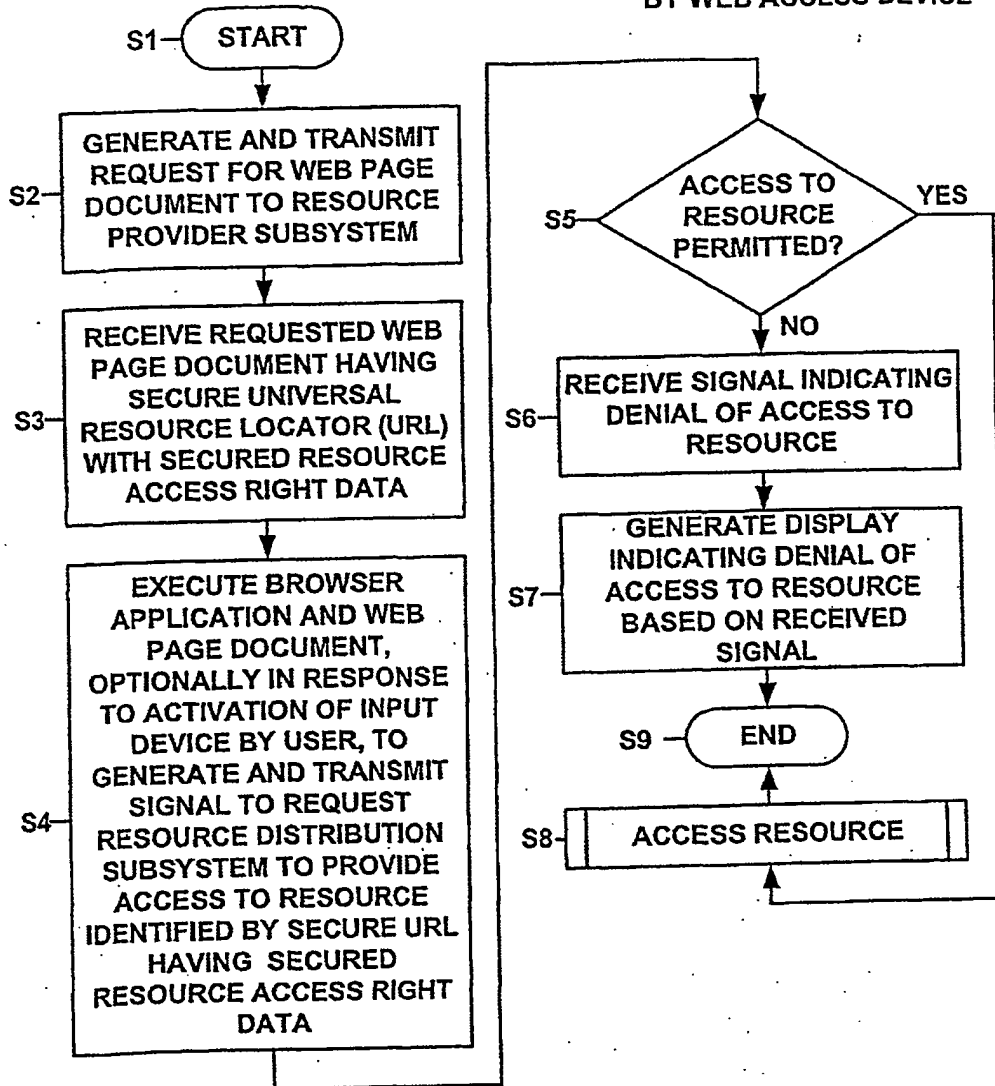 BY WEB ACCESS DEVICE
S1
START
S2
GENERATE AND TRANSMIT
REQUEST FOR WEB PAGE
DOCUMENT TO RESOURCE
PROVIDER SUBSYSTEM
S3
RECEIVE REQUESTED WEB
PAGE DOCUMENT HAVING
SECURE UNIVERSAL
RESOURCE LOCATOR (URL)
WITH SECURED RESOURCE
ACCESS RIGHT DATA
S4
EXECUTE BROWSER
APPLICATION AND WEB
PAGE DOCUMENT,
OPTIONALLY IN RESPONSE
TO ACTIVATION OF INPUT
DEVICE BY USER, TO
GENERATE AND TRANSMIT
SIGNAL TO REQUEST
RESOURCE DISTRIBUTION
SUBSYSTEM TO PROVIDE
ACCESS TO RESOURCE
IDENTIFIED BY SECURE URL
HAVING SECURED
RESOURCE ACCESS RIGHT
DATA
S5
ACCESS TO
RESOURCE
PERMITTED?
YES
NO
S6
RECEIVE SIGNAL INDICATING
DENIAL OF ACCESS TO
RESOURCE
S7
GENERATE DISPLAY
INDICATING DENIAL OF
ACCESS TO RESOURCE
BASED ON RECEIVED
SIGNAL
S9
END
S8
ACCESS RESOURCE